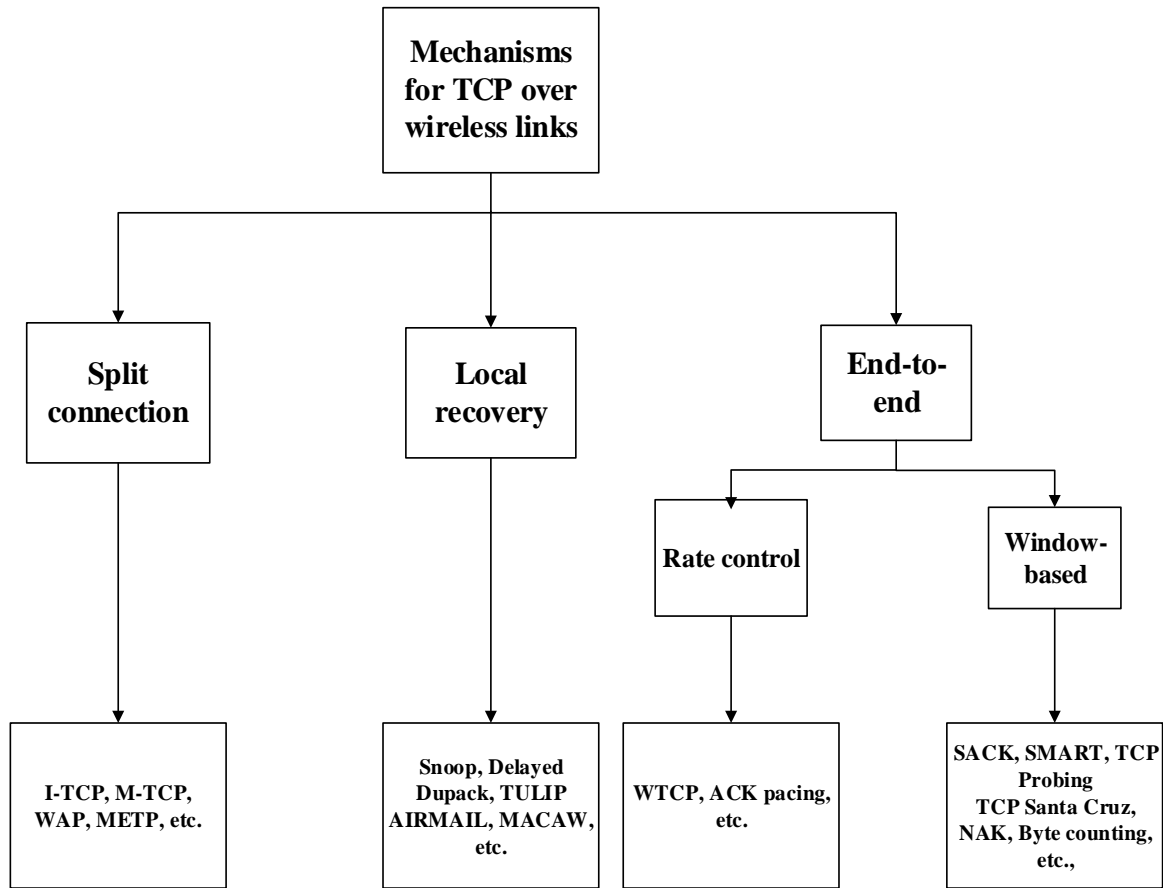 Mechanisms
for TCP over
wireless links
Split
connection
Local
recovery
End-to-
end
Rate control
Window-
based
I-TCP, M-TCP,
WAP, METP, etc.
Snoop, Delayed
Dupack, TULIP
AIRMAIL, MACAW,
etc.
WTCP, ACK pacing,
etc.
SACK, SMART, TCP
Probing
TCP Santa Cruz,
NAK, Byte counting,
etc.,